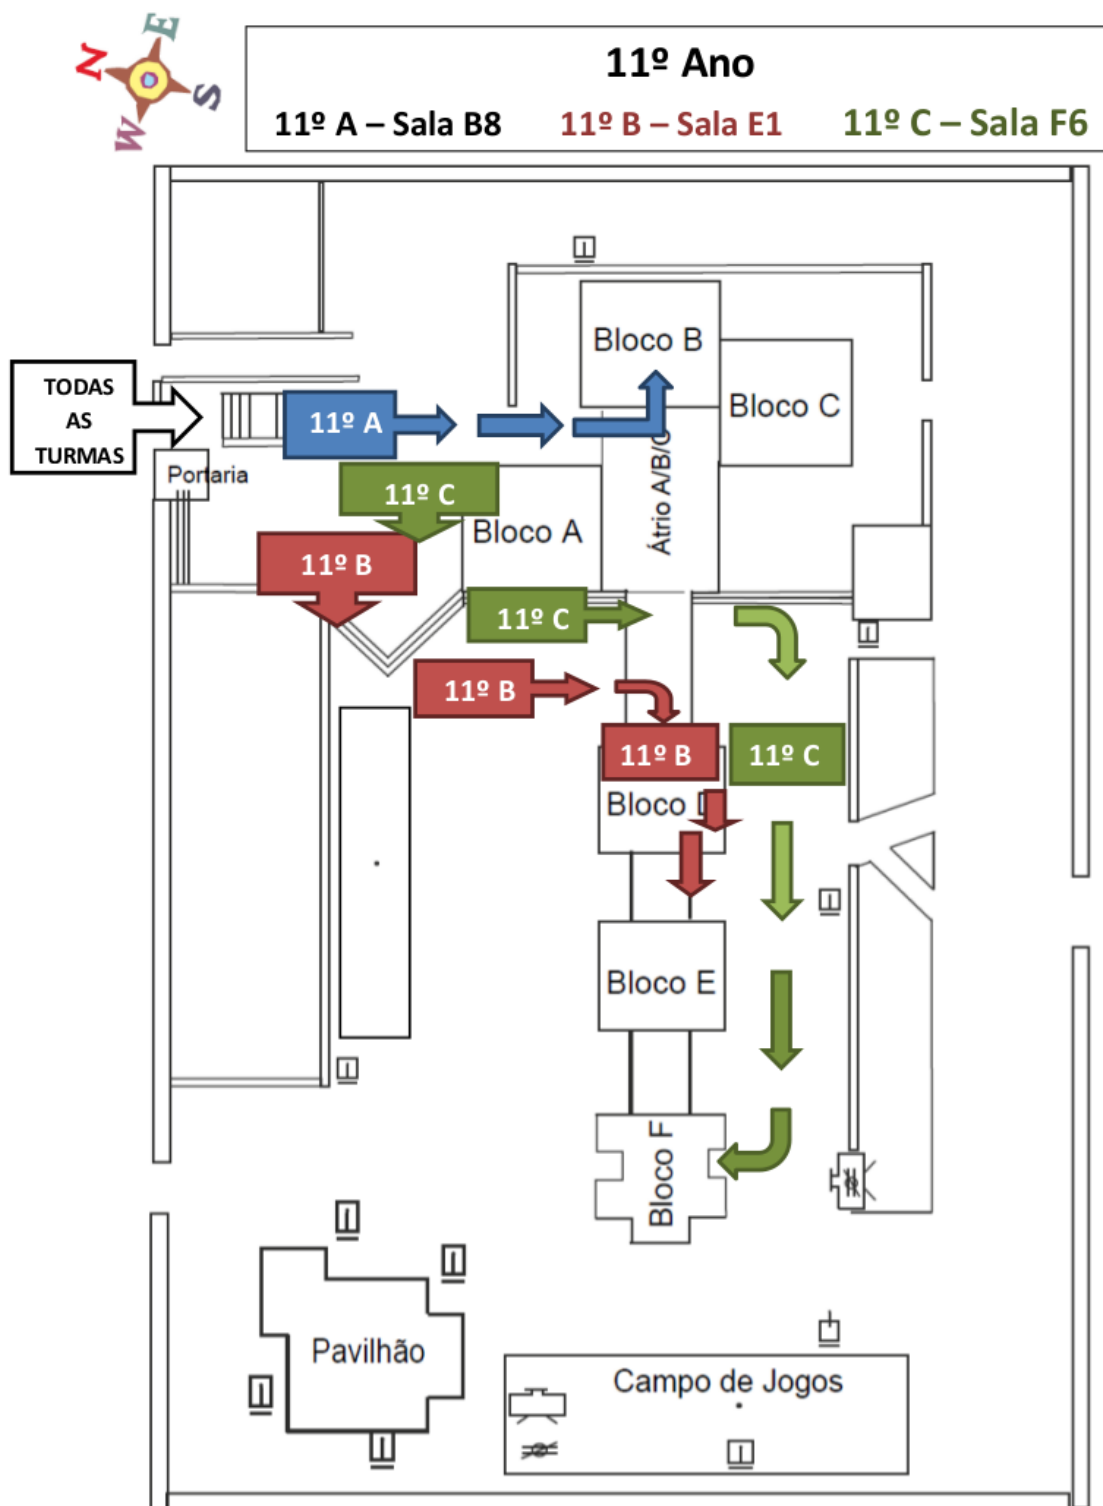 E
N
S
W
11º Ano
11º A – Sala B8 11º B – Sala E1 11º C – Sala F6
Bloco B
TODAS
AS
TURMAS
Bloco C
11º A
Átrio A/B/C
Portaria
11º C
Bloco A
11º B
11º C
11º B
11º B
11º C
Bloco D
Bloco E
Bloco F
Pavilhão
Campo de Jogos